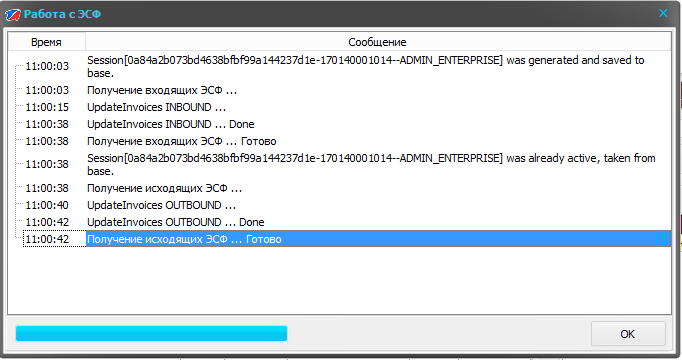 Работа с ЭСФ
Время Сообщение
11:00:03 Session[0a84a2b073bd4638bfbf99a144237d1e-170140001014--ADMIN_ENTERPRISE] was generated and saved to
base.
11:00:03 Получение входящих ЭСФ ...
11:00:15 UpdateInvoices INBOUND ...
11:00:38 UpdateInvoices INBOUND ... Done
11:00:38 Получение входящих ЭСФ ... Готово
11:00:38 Session[0a84a2b073bd4638bfbf99a144237d1e-170140001014--ADMIN_ENTERPRISE] was already active, taken from
base.
11:00:38 Получение исходящих ЭСФ ...
11:00:40 UpdateInvoices OUTBOUND ...
11:00:42 UpdateInvoices OUTBOUND ... Done
11:00:42 Получение исходящих ЭСФ ... Готово
OK